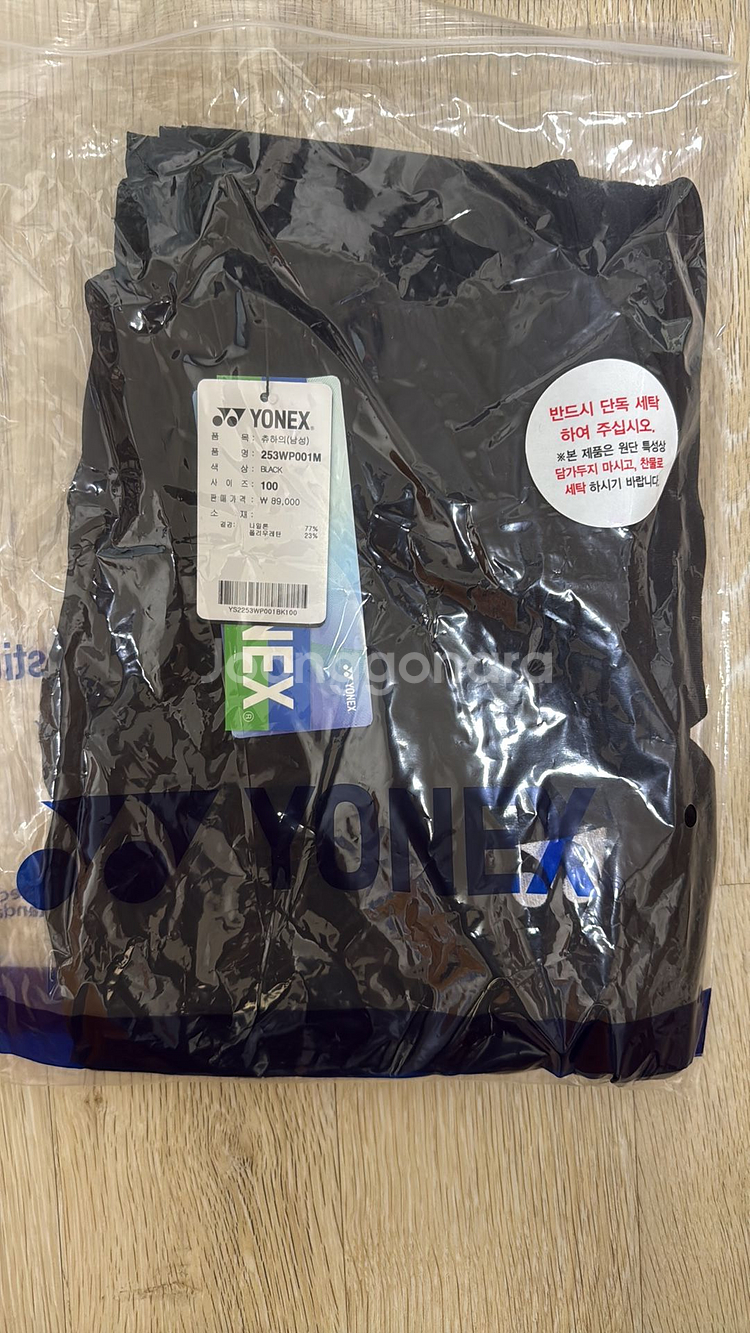 YONEX
품 목 : 츄하의(남성)
품 명 : 253WP001M
색 상 : BLACK
사 이 즈 : 100
판매가격 : ₩ 89,000
소 재 :
겉감: 나일론 77%
폴리우레탄 23%
YS2253WP001BK100
반드시 단독 세탁
하여 주십시오.
※본 제품은 원단 특성상
담가두지 마시고, 찬물로
세탁 하시기 바랍니다.
NEX
®
YONEX
joonggonara
YONEX